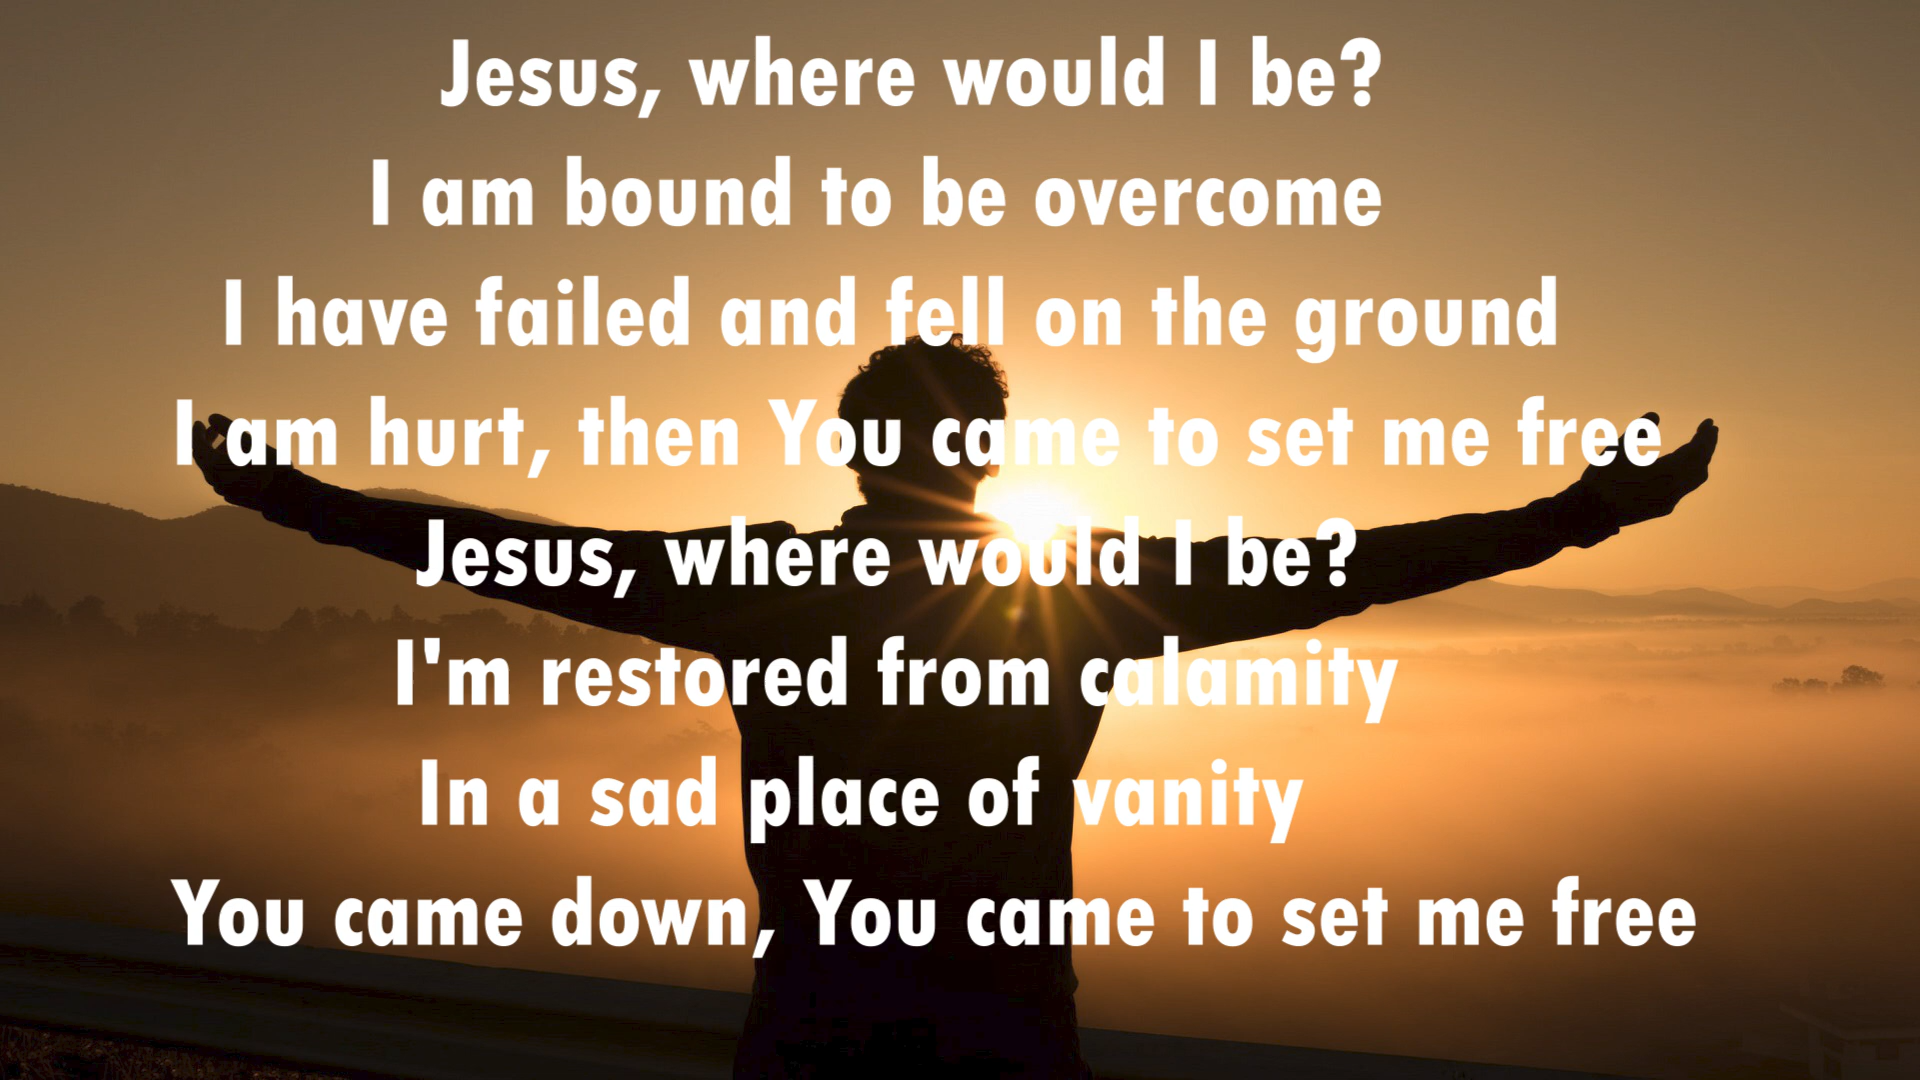 Jesus, where would I be?
I am bound to be overcome
I have failed and fell on the ground
I am hurt, then You came to set me free
Jesus, where would I be?
I'm restored from calamity
In a sad place of vanity
You came down, You came to set me free